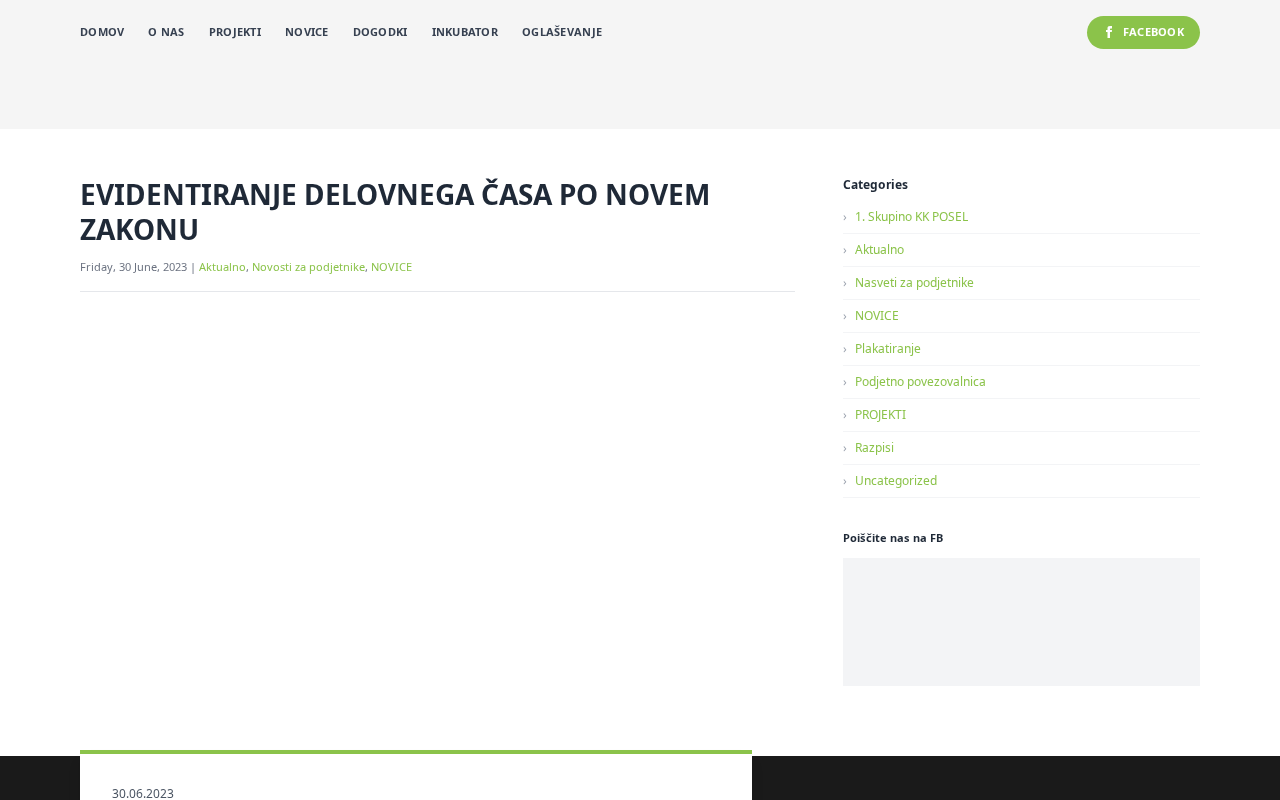 DOMOV O NAS PROJEKTI NOVICE DOGODKI INKUBATOR OGLAŠEVANJE
FACEBOOK
EVIDENTIRANJE DELOVNEGA ČASA PO NOVEM
ZAKONU
Friday, 30 June, 2023 | Aktualno, Novosti za podjetnike, NOVICE
Categories
› 1. Skupino KK POSEL
› Aktualno
› Nasveti za podjetnike
› NOVICE
› Plakatiranje
› Podjetno povezovalnica
› PROJEKTI
› Razpisi
› Uncategorized
Poiščite nas na FB
30.06.2023